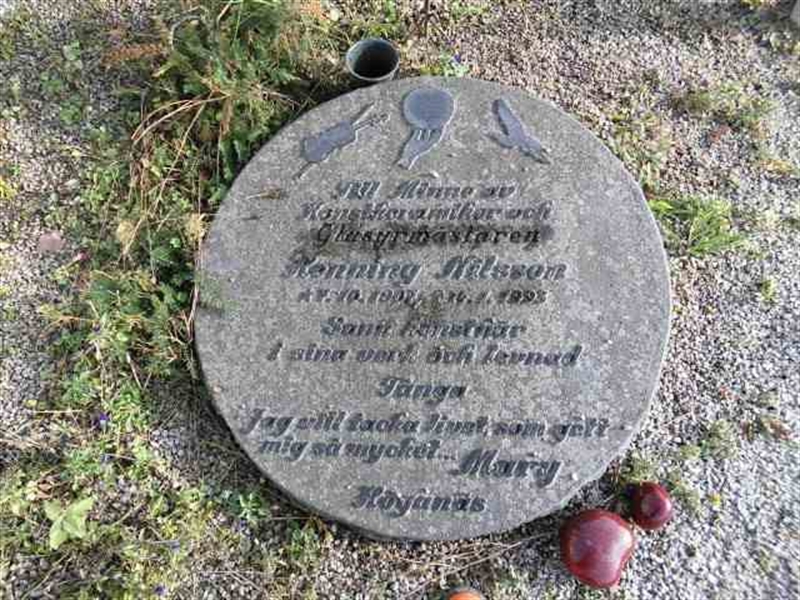 Till Minne av
Konstkeramiker och
Glasyrmästaren
Henning Nilsson
Sann konstnär
i sina verk och levnad
Tånga
Jag vill tacka livet, som gett
mig så mycket...
Mary
Höganäs